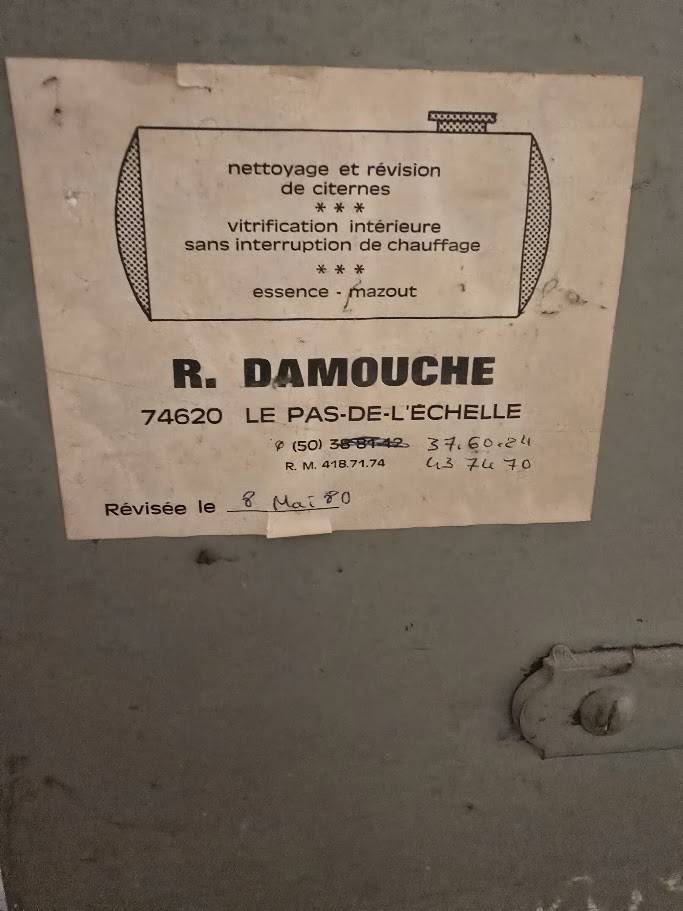 nettoyage et révision
de citernes
* * *
vitrification intérieure
sans interruption de chauffage
* * *
essence - mazout
R. DAMOUCHE
74620 LE PAS-DE-L'ÉCHELLE
(50) 38-81-42 37.60.24
R. M. 418.71.74 43 74 70
Révisée le 8 Maï 80